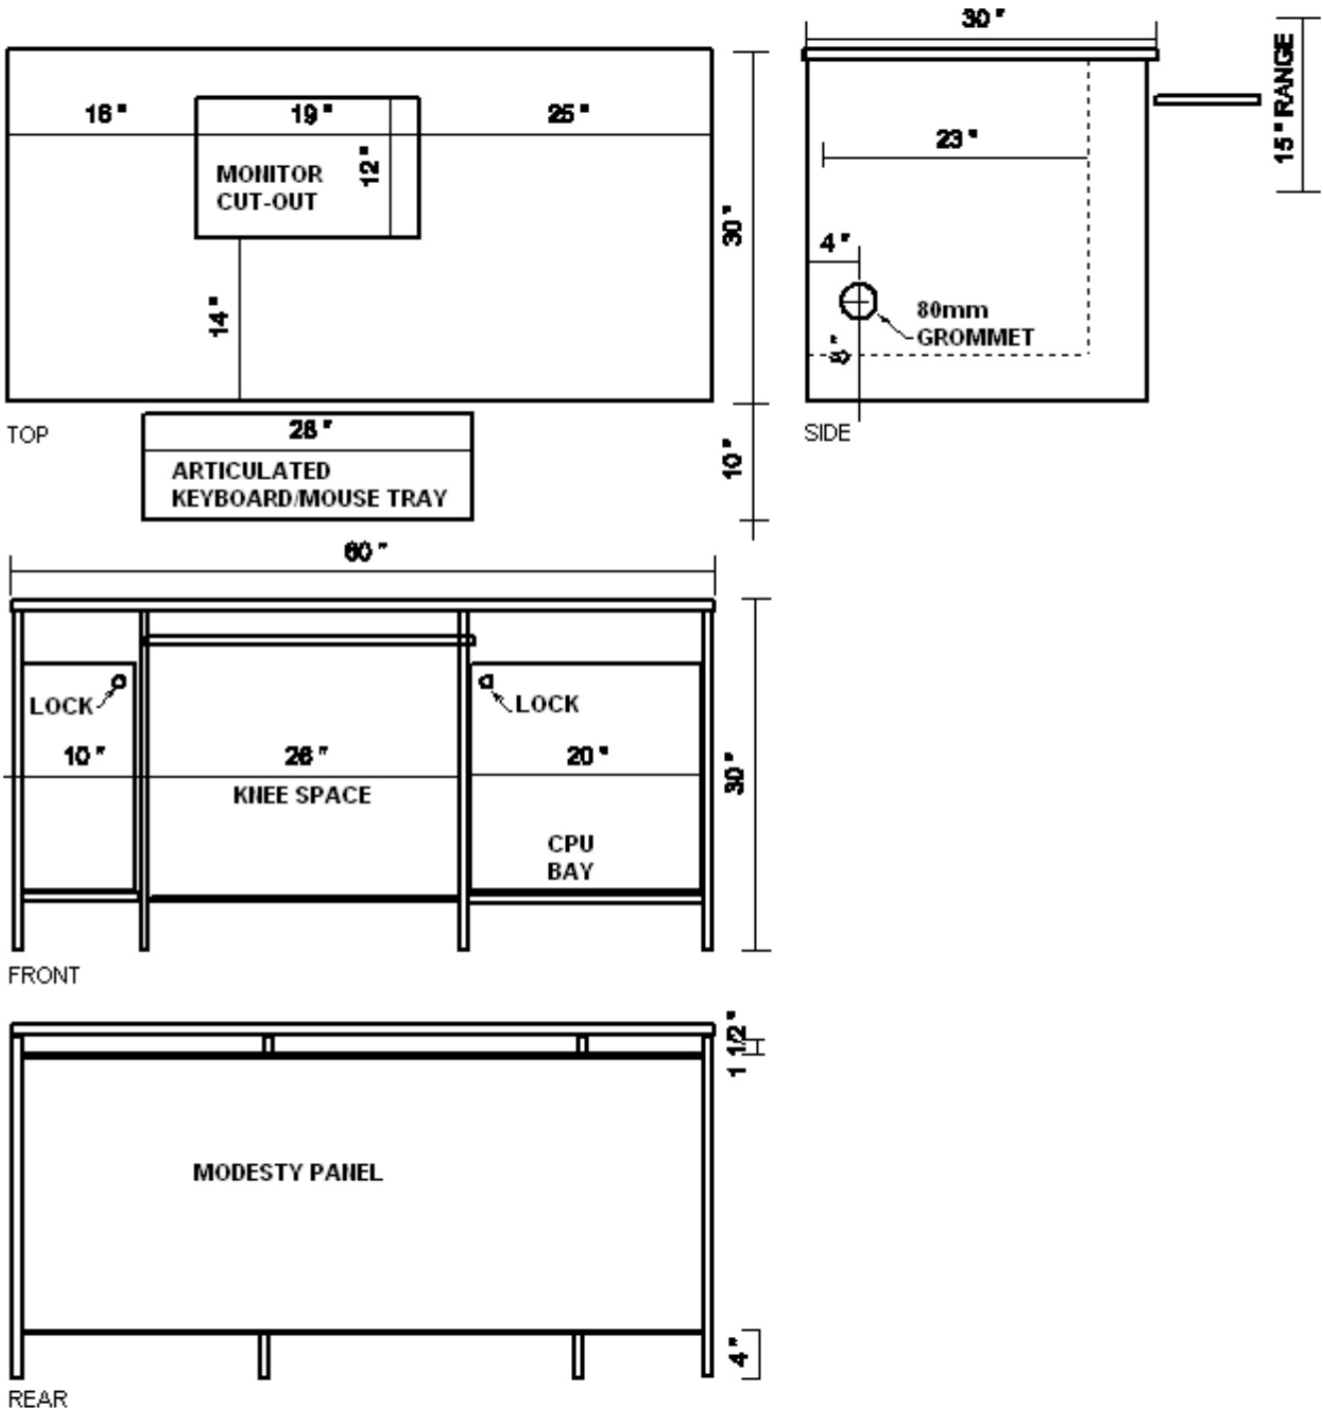 30 "
16 "
19 "
25 "
12 "
MONITOR
CUT-OUT
14 "
30 "
TOP
28 "
ARTICULATED
KEYBOARD/MOUSE TRAY
10 "
15 " RANGE
23 "
4 "
80mm
GROMMET
8 "
SIDE
60 "
LOCK
LOCK
10 "
26 "
20 "
KNEE SPACE
CPU
BAY
30 "
FRONT
1 1/2 "
MODESTY PANEL
4 "
REAR